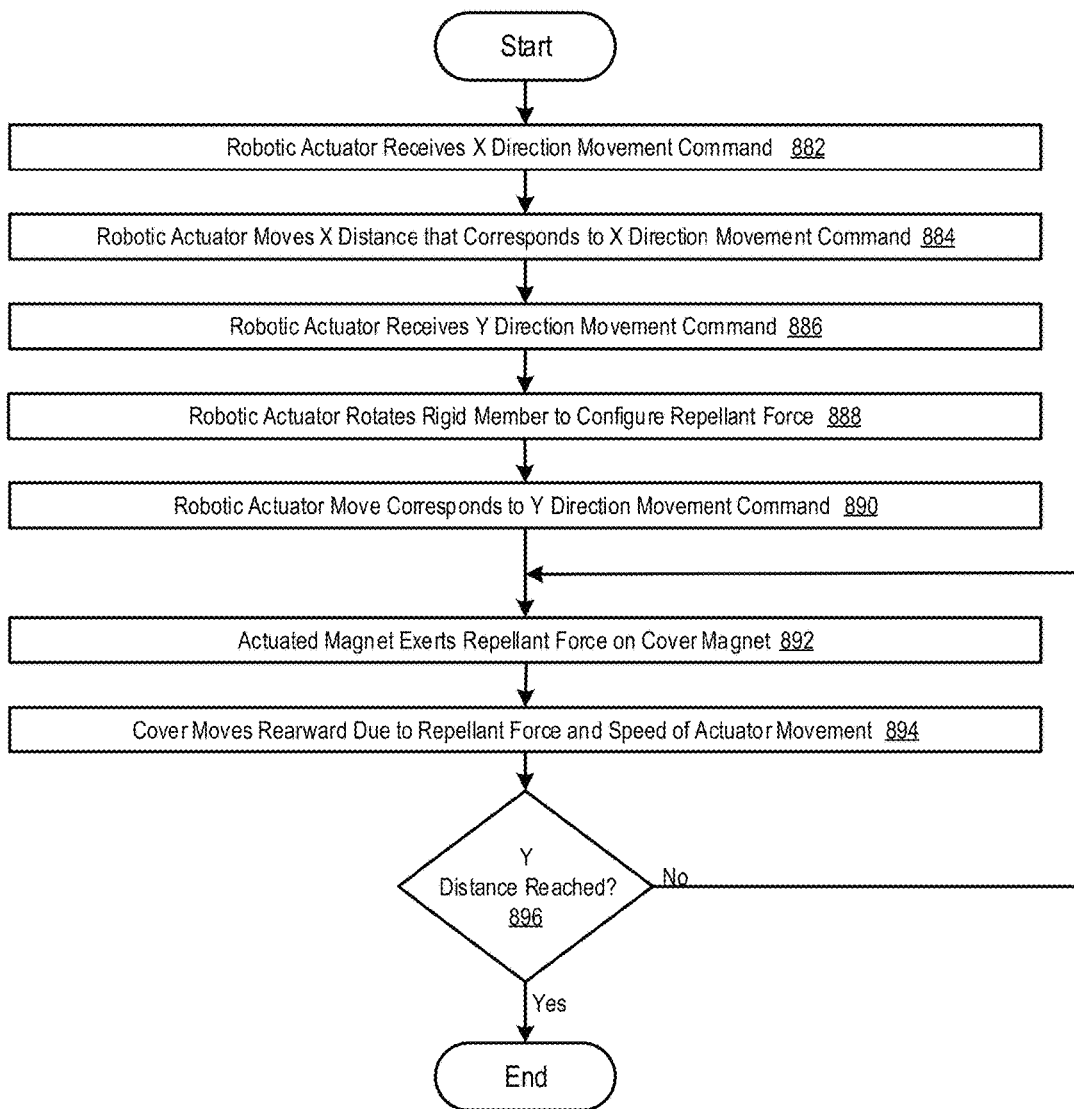 Start
Robotic Actuator Receives X Direction Movement Command 882
Robotic Actuator Moves X Distance that Corresponds to X Direction Movement Command 884
Robotic Actuator Receives Y Direction Movement Command 886
Robotic Actuator Rotates Rigid Member to Configure Repellant Force 888
Robotic Actuator Move Corresponds to Y Direction Movement Command 890
Actuated Magnet Exerts Repellant Force on Cover Magnet 892
Cover Moves Rearward Due to Repellant Force and Speed of Actuator Movement 894
Y
Distance Reached?
896
No
Yes
End